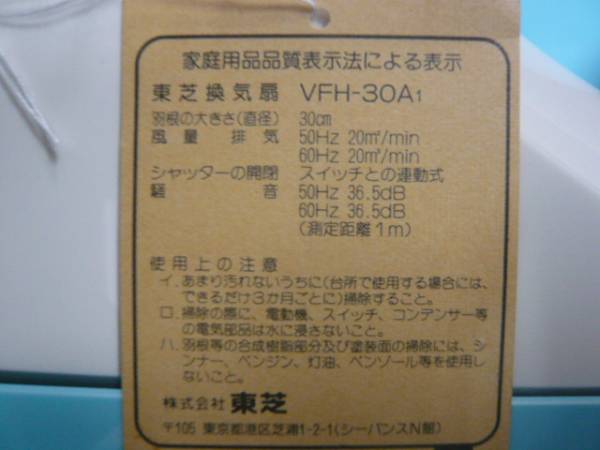 家庭用品品質表示法による表示
東芝換気扇 VFH-30A1
羽根の大きさ(直径) 30㎝
風量 排気 50Hz 20m³/min
60Hz 20m³/min
シャッターの開閉 スイッチとの連動式
騒音 50Hz 36.5dB
60Hz 36.5dB
(測定距離1m)
使用上の注意
イ.あまり汚れないうちに(台所で使用する場合には、
できるだけ3か月ごとに)掃除すること。
ロ.掃除の際に、電動機、スイッチ、コンデンサー等
の電気部品は水に浸さないこと。
ハ.羽根等の合成樹脂部分及び塗装面の掃除には、シ
ンナー、ベンジン、灯油、ベンゾール等を使用し
ないこと。
株式会社 東芝
〒105 東京都港区芝浦1-2-1(シーバンスN館)